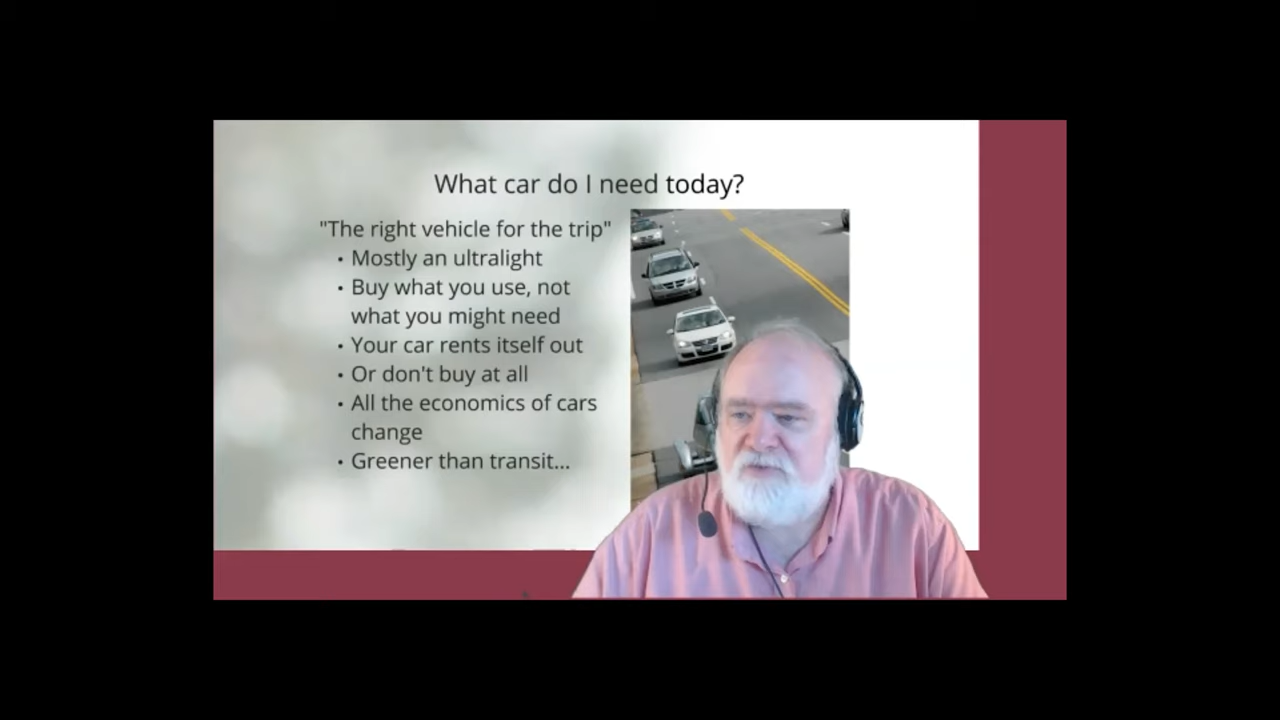 What car do I need today?
"The right vehicle for the trip"
• Mostly an ultralight
• Buy what you use, not
what you might need
• Your car rents itself out
• Or don't buy at all
• All the economics of cars
change
• Greener than transit...